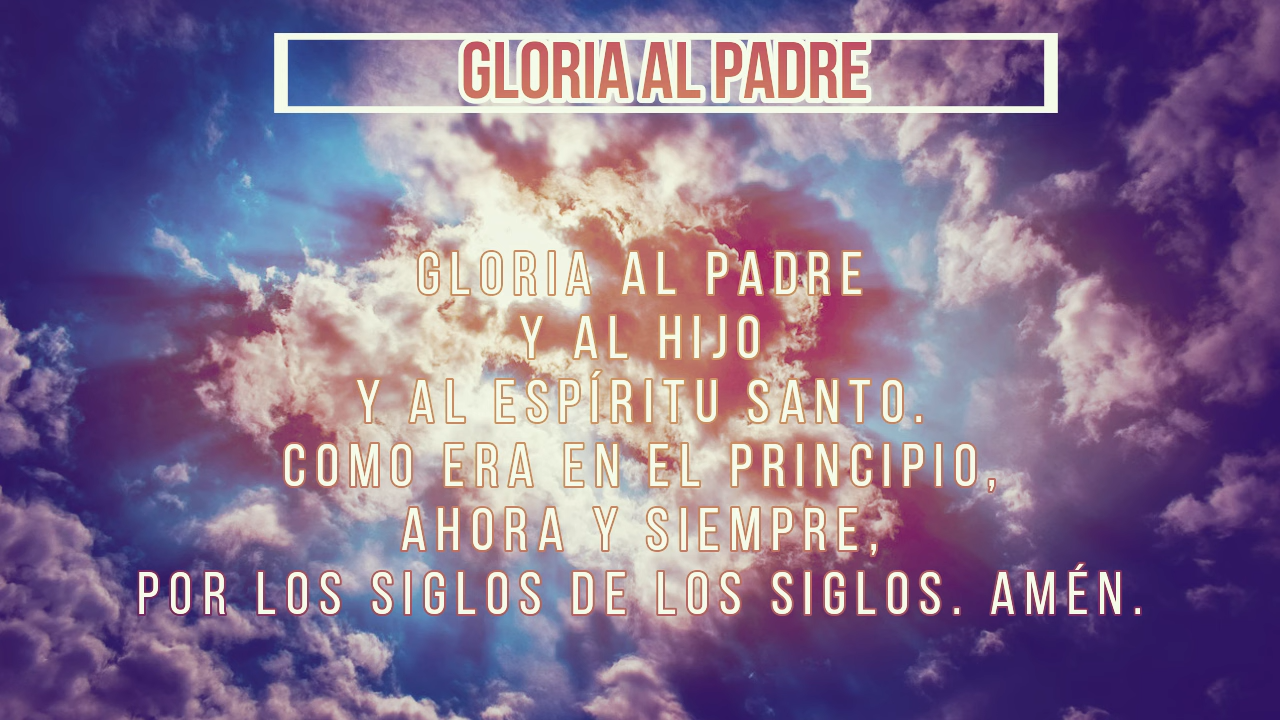 GLORIA AL PADRE
GLORIA AL PADRE
Y AL HIJO
Y AL ESPÍRITU SANTO.
COMO ERA EN EL PRINCIPIO,
AHORA Y SIEMPRE,
POR LOS SIGLOS DE LOS SIGLOS. AMÉN.